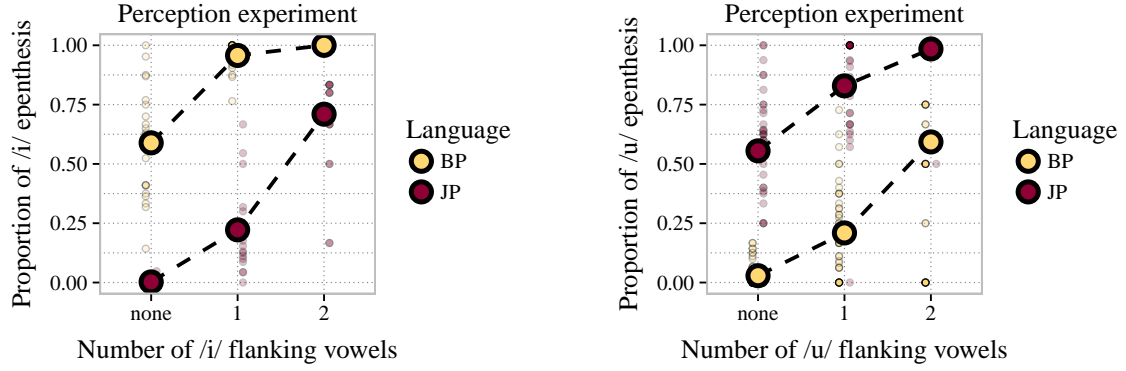 Perception experiment
Proportion of /i/ epenthesis
1.00
0.75
0.50
0.25
0.00
none 1 2
Number of /i/ flanking vowels
Language
BP
JP
Perception experiment
Proportion of /u/ epenthesis
1.00
0.75
0.50
0.25
0.00
none 1 2
Number of /u/ flanking vowels
Language
BP
JP